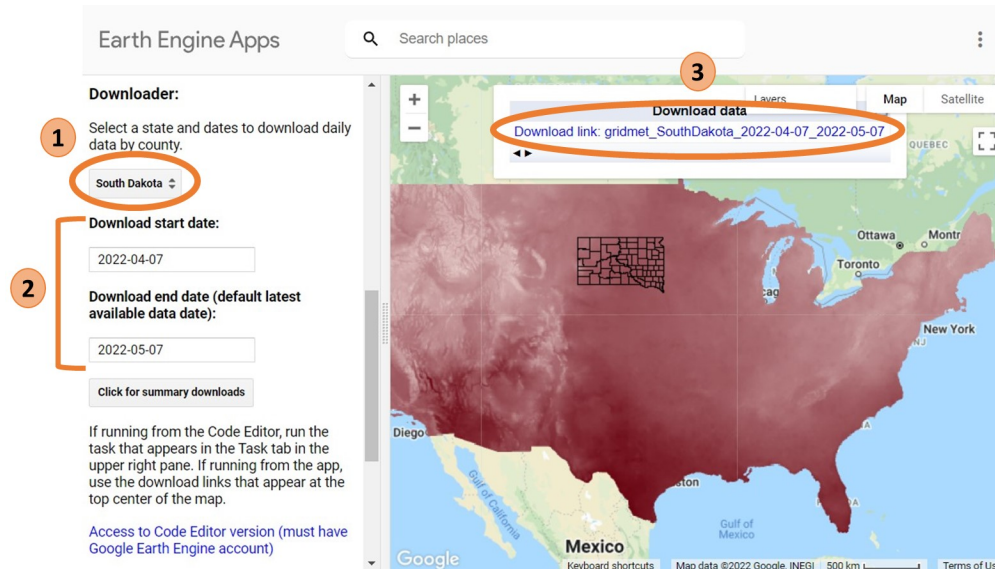 Earth Engine Apps
Search places
Downloader:
Select a state and dates to download daily
data by county.
1
South Dakota
2
Download start date:
2022-04-07
Download end date (default latest
available data date):
2022-05-07
Click for summary downloads
If running from the Code Editor, run the
task that appears in the Task tab in the
upper right pane. If running from the app,
use the download links that appear at the
top center of the map.
Access to Code Editor version (must have
Google Earth Engine account)
3
+
−
Layers
Map
Satellite
Download data
Download link: gridmet_SouthDakota_2022-04-07_2022-05-07
QUEBEC
Ottawa
Montr
Toronto
cag
New York
NJ
Diego
Gulf of
California
ston
Gulf of
Mexico
Mexico
Google
Keyboard shortcuts
Map data ©2022 Google, INEGI
500 km
Terms of Us